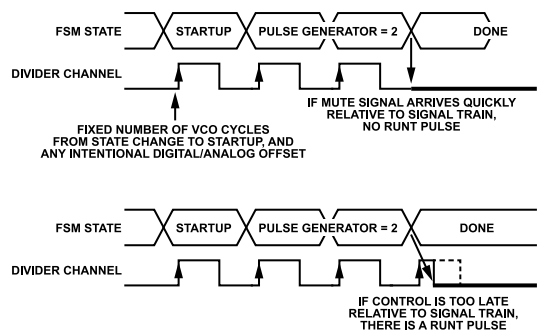 FSM STATE
STARTUP
PULSE GENERATOR = 2
DONE
DIVIDER CHANNEL
FIXED NUMBER OF VCO CYCLES
FROM STATE CHANGE TO STARTUP, AND
ANY INTENTIONAL DIGITAL/ANALOG OFFSET
IF MUTE SIGNAL ARRIVES QUICKLY
RELATIVE TO SIGNAL TRAIN,
NO RUNT PULSE
FSM STATE
STARTUP
PULSE GENERATOR = 2
DONE
DIVIDER CHANNEL
IF CONTROL IS TOO LATE
RELATIVE TO SIGNAL TRAIN,
THERE IS A RUNT PULSE